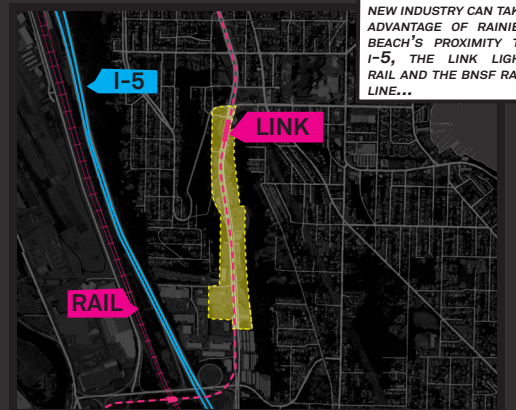 NEW INDUSTRY CAN TAK
ADVANTAGE OF RAINIE
BEACH'S PROXIMITY T
I-5, THE LINK LIGH
RAIL AND THE BNSF RA
LINE...
I-5
LINK
RAIL